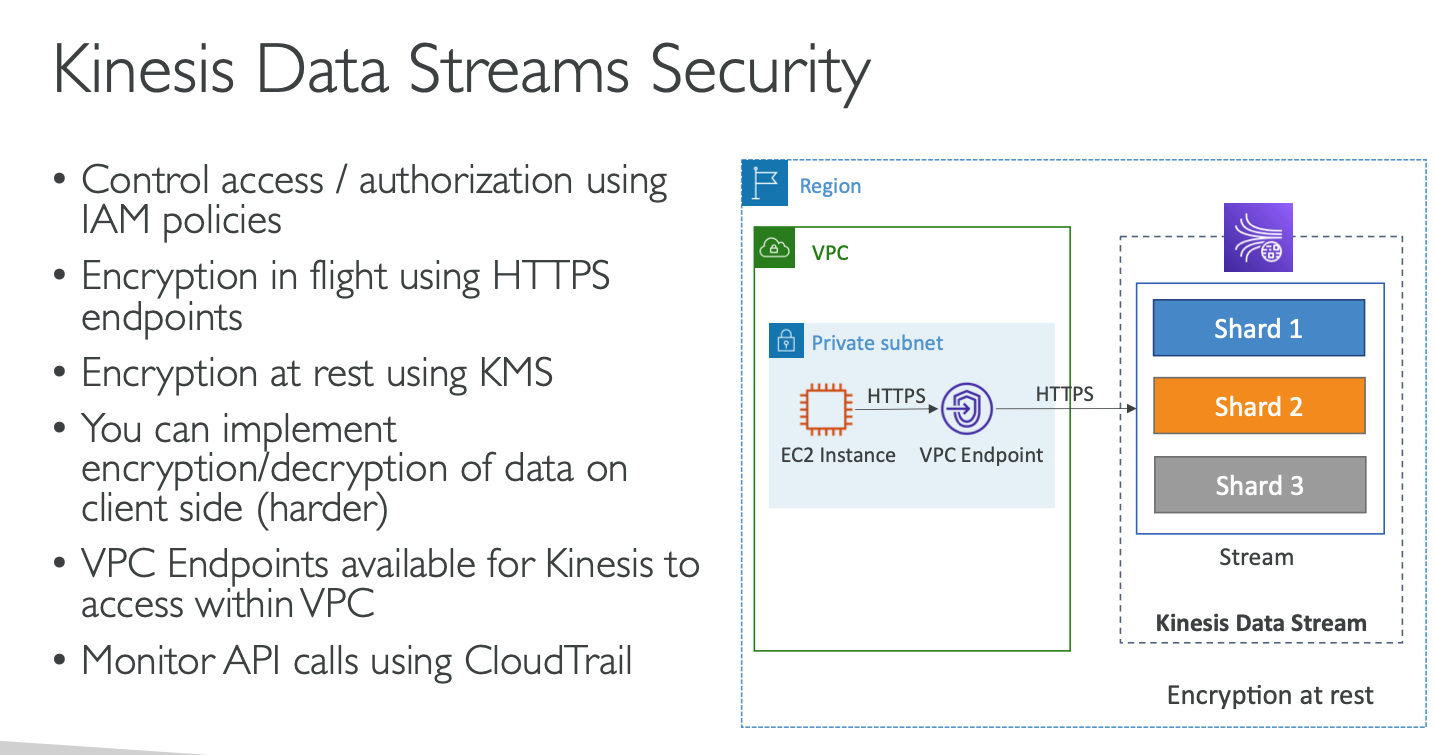 Kinesis Data Streams Security
• Control access / authorization using
IAM policies
• Encryption in flight using HTTPS
endpoints
• Encryption at rest using KMS
• You can implement
encryption/decryption of data on
client side (harder)
• VPC Endpoints available for Kinesis to
access within VPC
• Monitor API calls using CloudTrail
Region
VPC
Private subnet
HTTPS
HTTPS
EC2 Instance
VPC Endpoint
Shard 1
Shard 2
Shard 3
Stream
Kinesis Data Stream
Encryption at rest